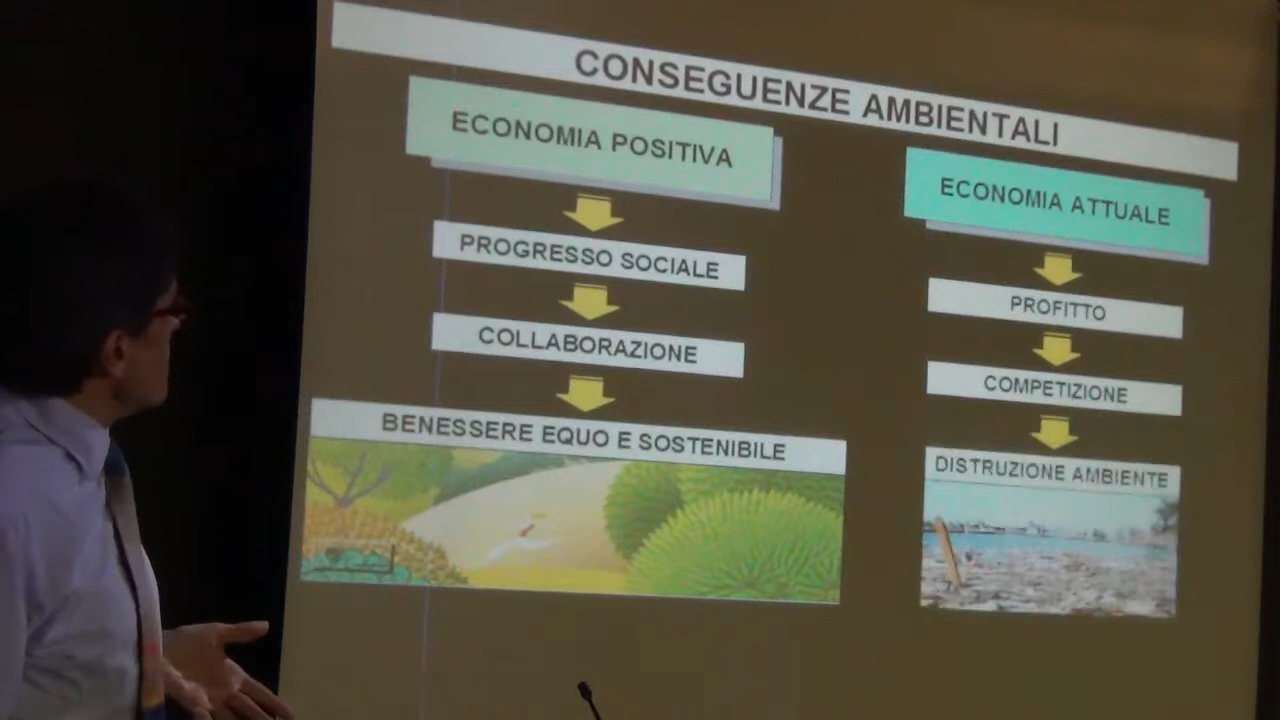 CONSEGUENZE AMBIENTALI
ECONOMIA POSITIVA
PROGRESSO SOCIALE
COLLABORAZIONE
BENESSERE EQUO E SOSTENIBILE
ECONOMIA ATTUALE
PROFITTO
COMPETIZIONE
DISTRUZIONE AMBIENTE